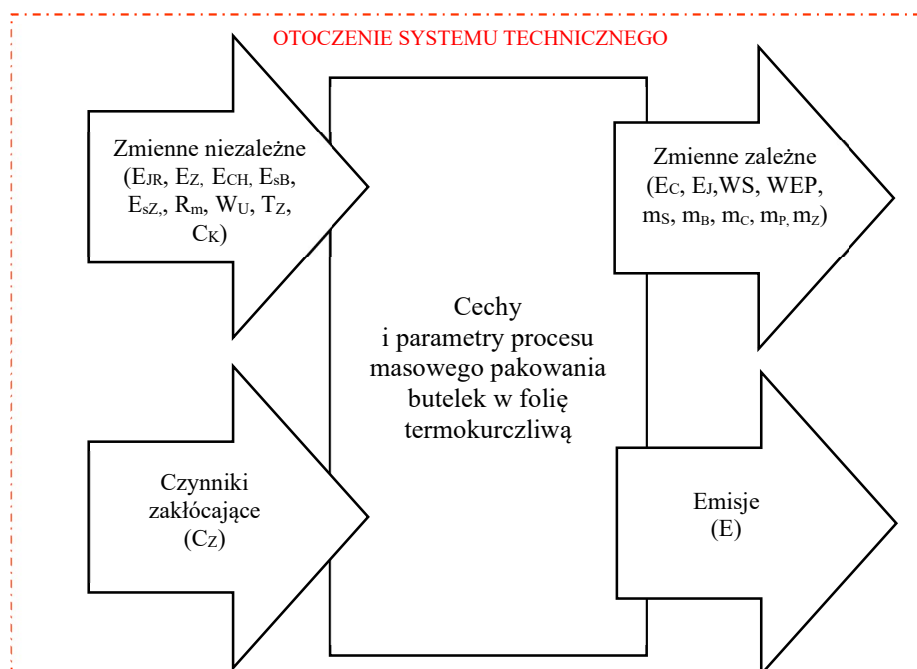 OTOCZENIE SYSTEMU TECHNICZNEGO
Zmienne niezależne
(EJR, EZ, ECH, EsB,
EsZ,, Rm, WU, TZ,
CK)
Czynniki
zakłócające
(CZ)
Cechy
i parametry procesu
masowego pakowania
butelek w folię
termokurczliwą
Zmienne zależne
(EC, EJ,WS, WEP,
mS, mB, mC, mP, mZ)
Emisje
(E)